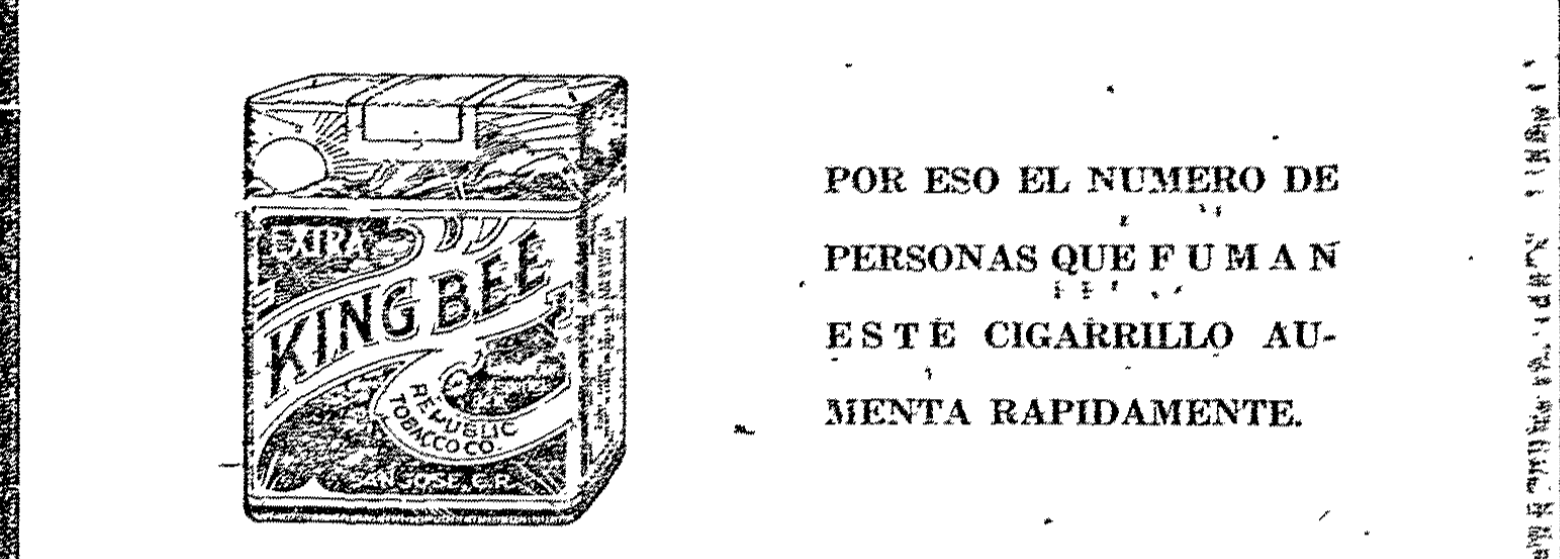 EXTRA
KING BEE
REPUBLIC
TOBACCO CO.
SAN JOSE, C.R.
POR ESO EL NUMERO DE
PERSONAS QUE FUMAN
ESTE CIGARRILLO AU-
MENTA RAPIDAMENTE.